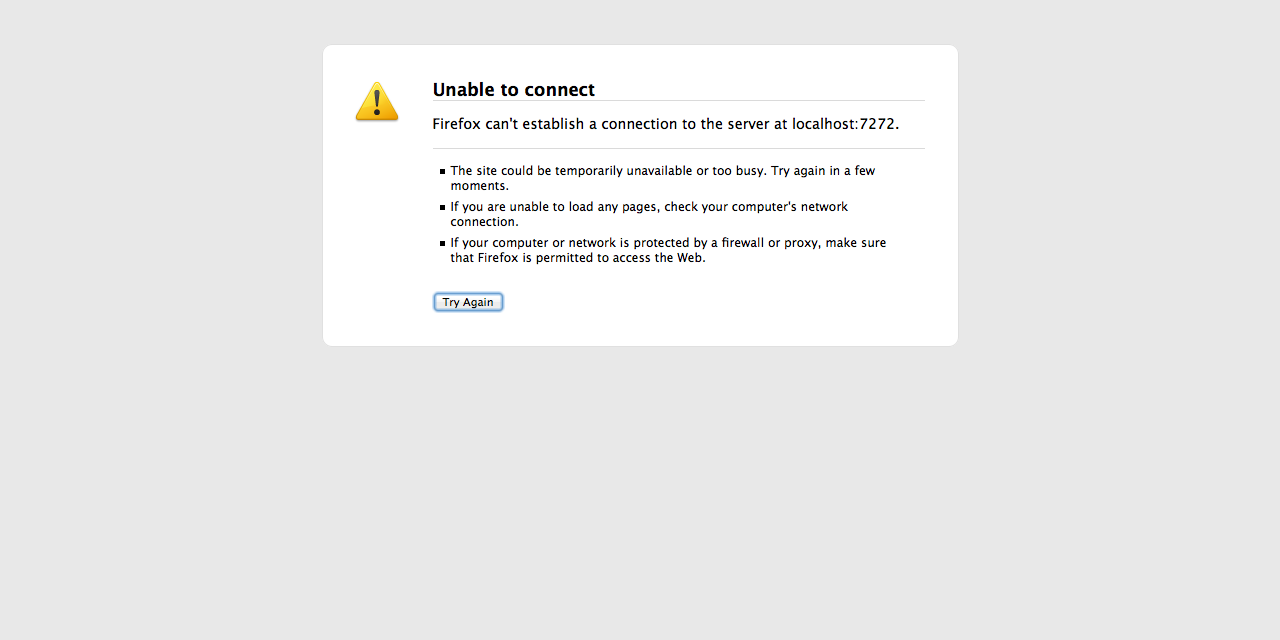 Unable to connect
Firefox can't establish a connection to the server at localhost:7272.
The site could be temporarily unavailable or too busy. Try again in a few
moments.
If you are unable to load any pages, check your computer's network
connection.
If your computer or network is protected by a firewall or proxy, make sure
that Firefox is permitted to access the Web.
Try Again